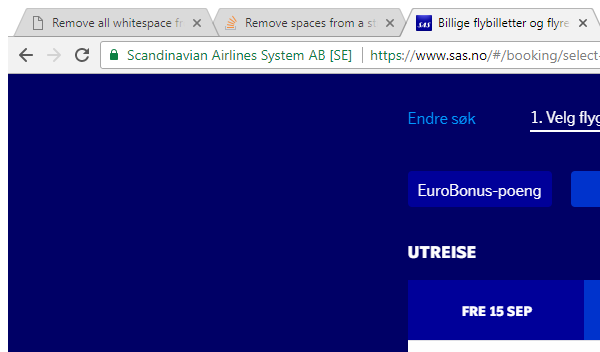 Remove all whitespace fr
Remove spaces from a st
SAS Billige flybilletter og flyre
Scandinavian Airlines System AB [SE] https://www.sas.no/#/booking/select-
Endre søk
1. Velg flyg
EuroBonus-poeng
UTREISE
FRE 15 SEP